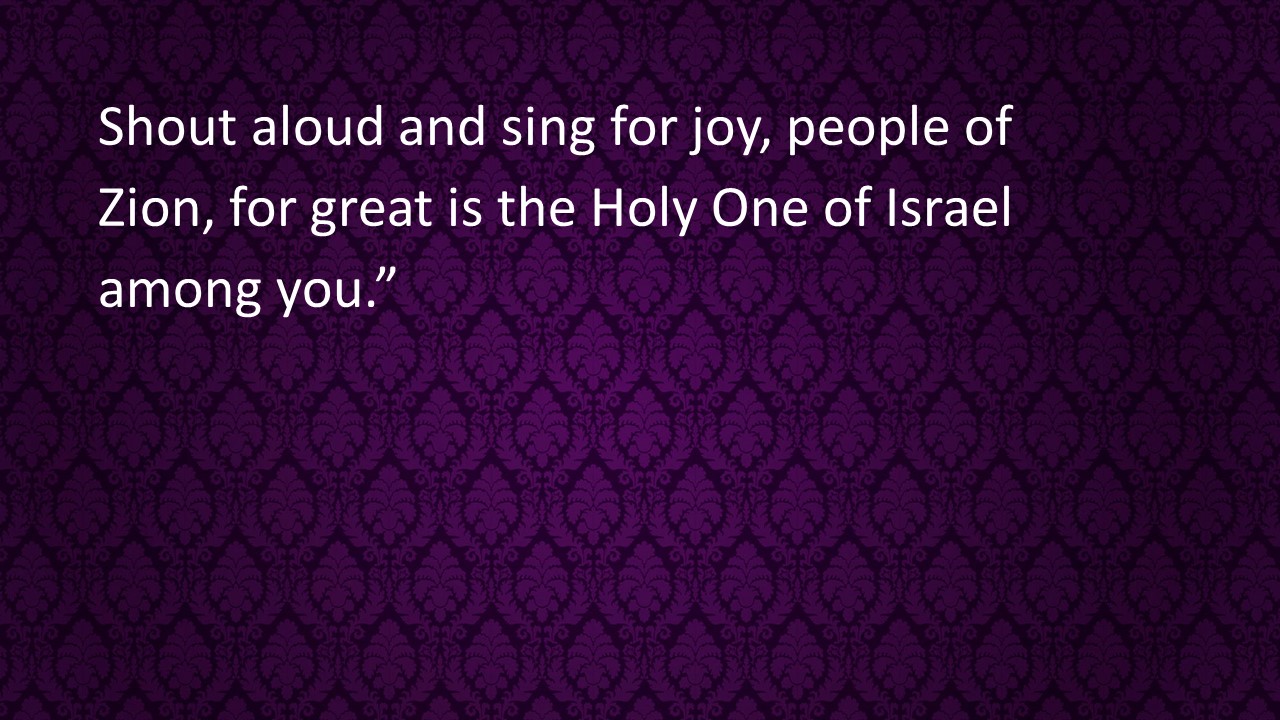 Shout aloud and sing for joy, people of
Zion, for great is the Holy One of Israel
among you.”